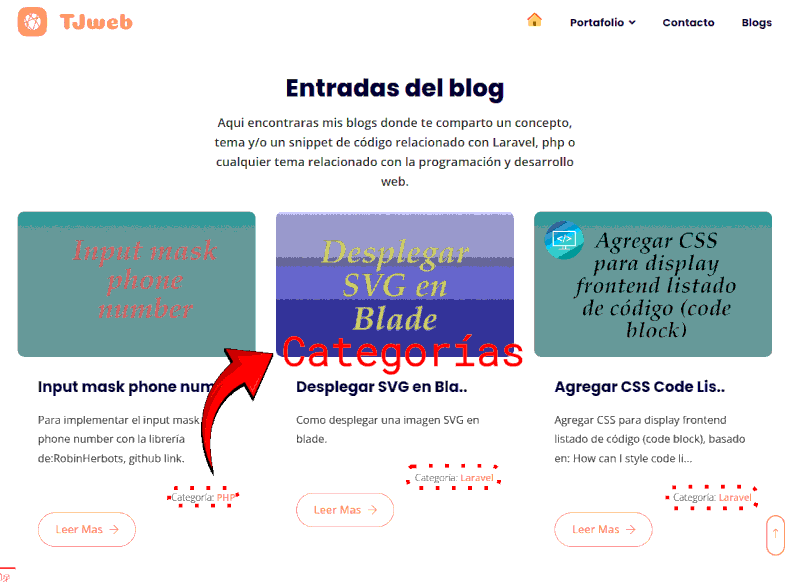 TJweb
Portafolio
Contacto
Blogs
Entradas del blog
Aqui encontraras mis blogs donde te comparto un concepto,
tema y/o un snippet de código relacionado con Laravel, php o
cualquier tema relacionado con la programación y desarrollo
web.
Input mask
phone
number
Desplegar
SVG en
Blade
Agregar CSS
para display
frontend listado
de código (code
block)
Categorías
Input mask phone num
Desplegar SVG en Bla..
Agregar CSS Code Lis..
Para implementar el input mask
phone number con la librería
de:RobinHerbots, github link.
Como desplegar una imagen SVG en
blade.
Agregar CSS para display frontend
listado de código (code block), basado
en: How can I style code li...
Categoría: PHP
Categoría: Laravel
Categoría: Laravel
Leer Mas
Leer Mas
Leer Mas